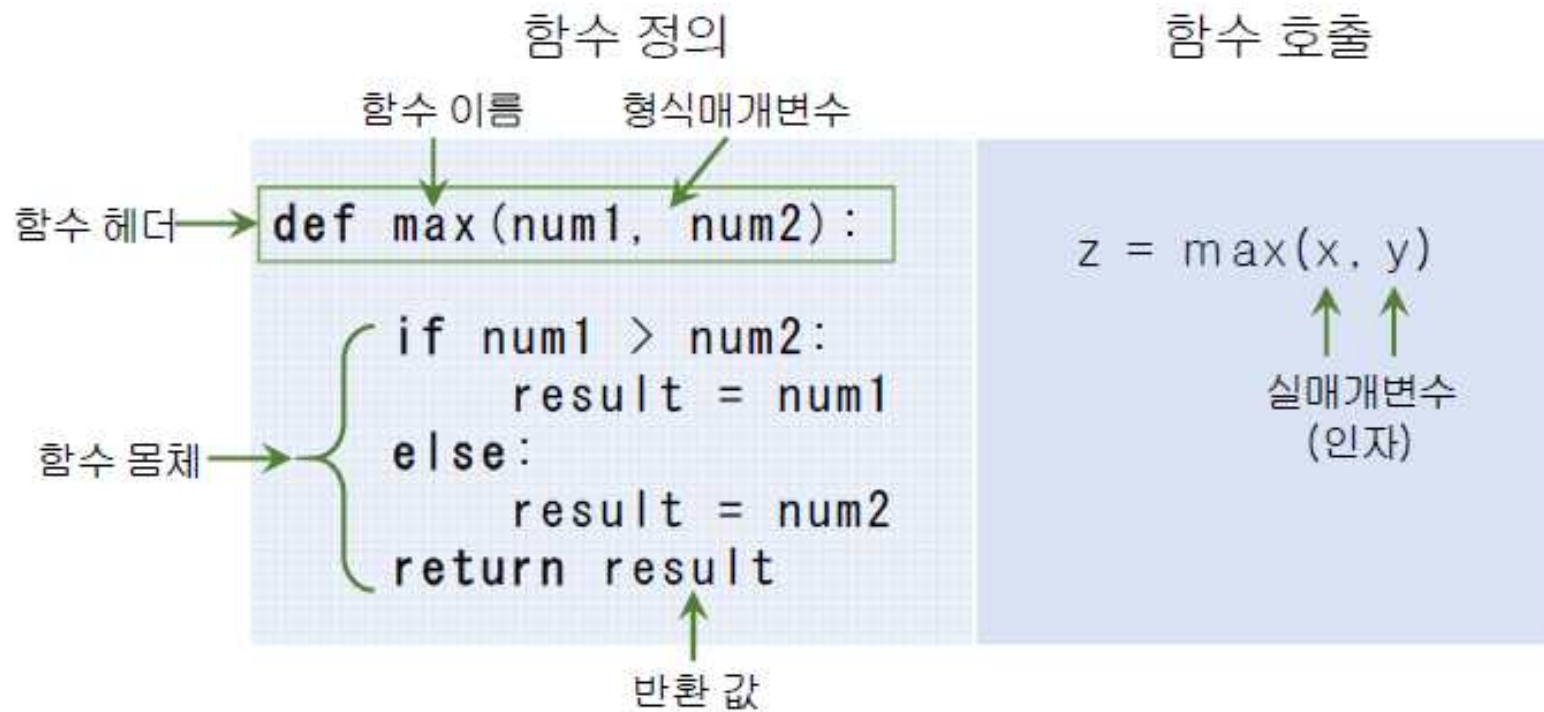 함수 정의
함수 호출
함수 이름
형식매개변수
함수 헤더
def max(num1, num2):
z = max(x, y)
if num1 > num2:
result = num1
실매개변수
(인자)
함수 몸체
else:
result = num2
return result
반환 값